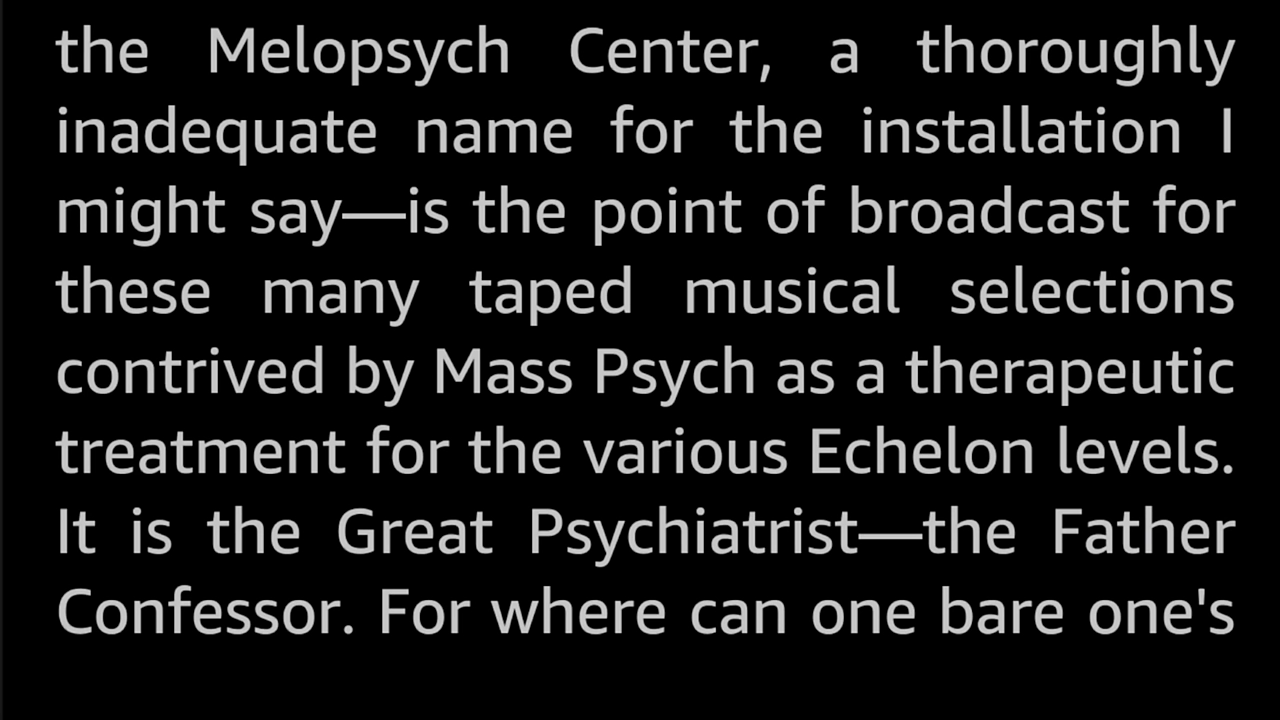 the Melopsych Center, a thoroughly
inadequate name for the installation I
might say—is the point of broadcast for
these many taped musical selections
contrived by Mass Psych as a therapeutic
treatment for the various Echelon levels.
It is the Great Psychiatrist—the Father
Confessor. For where can one bare one's